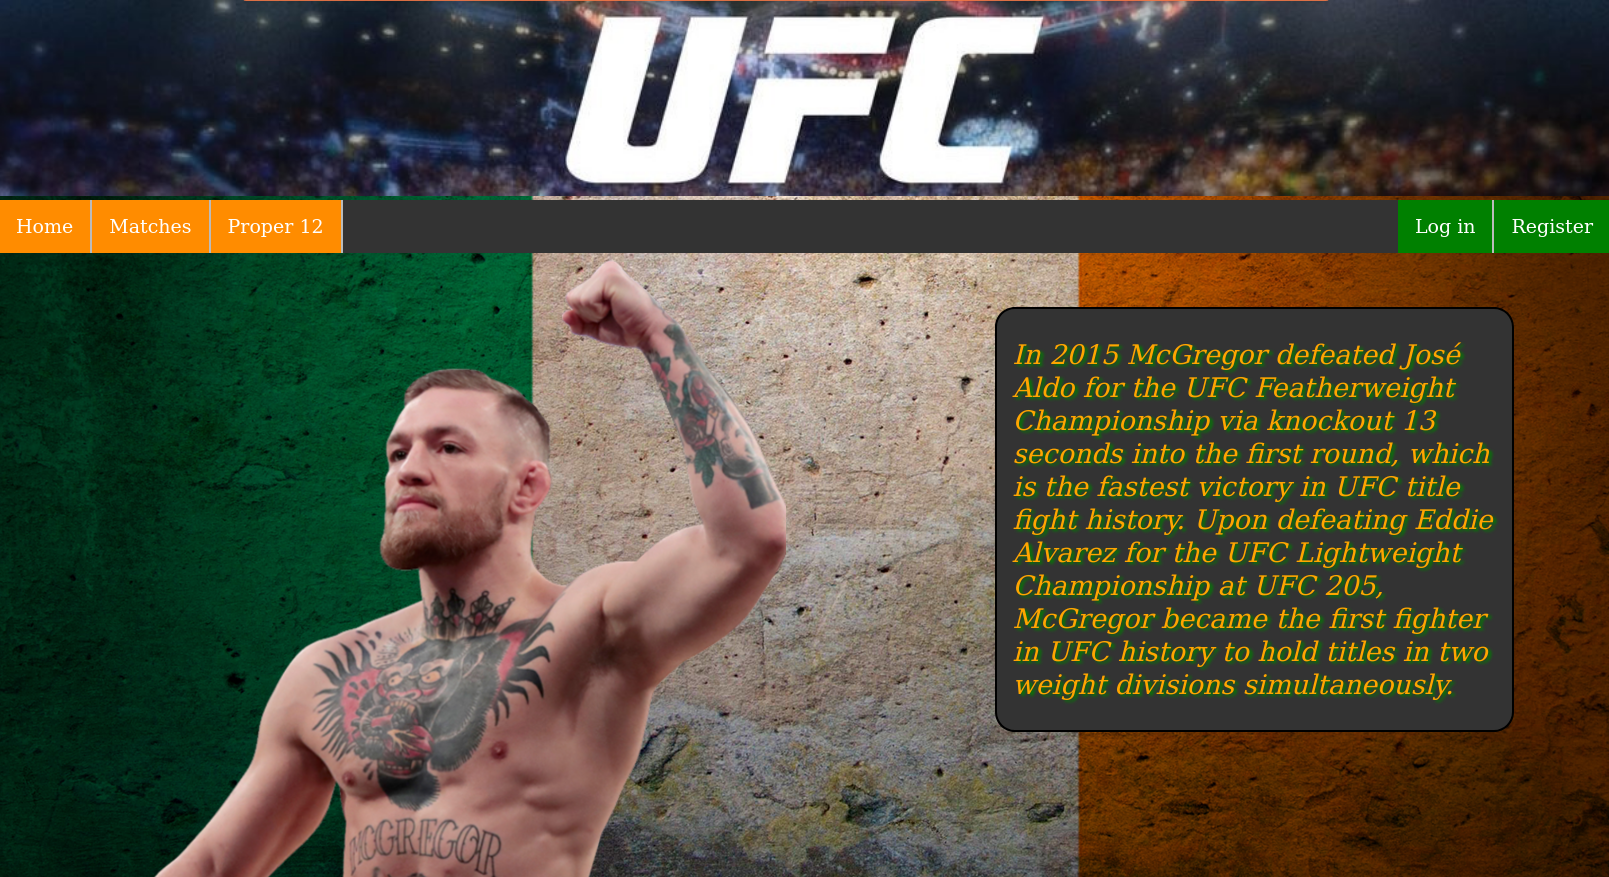 UFC
Home Matches Proper 12 Log in Register
In 2015 McGregor defeated José
Aldo for the UFC Featherweight
Championship via knockout 13
seconds into the first round, which
is the fastest victory in UFC title
fight history. Upon defeating Eddie
Alvarez for the UFC Lightweight
Championship at UFC 205,
McGregor became the first fighter
in UFC history to hold titles in two
weight divisions simultaneously.
MCGREGOR